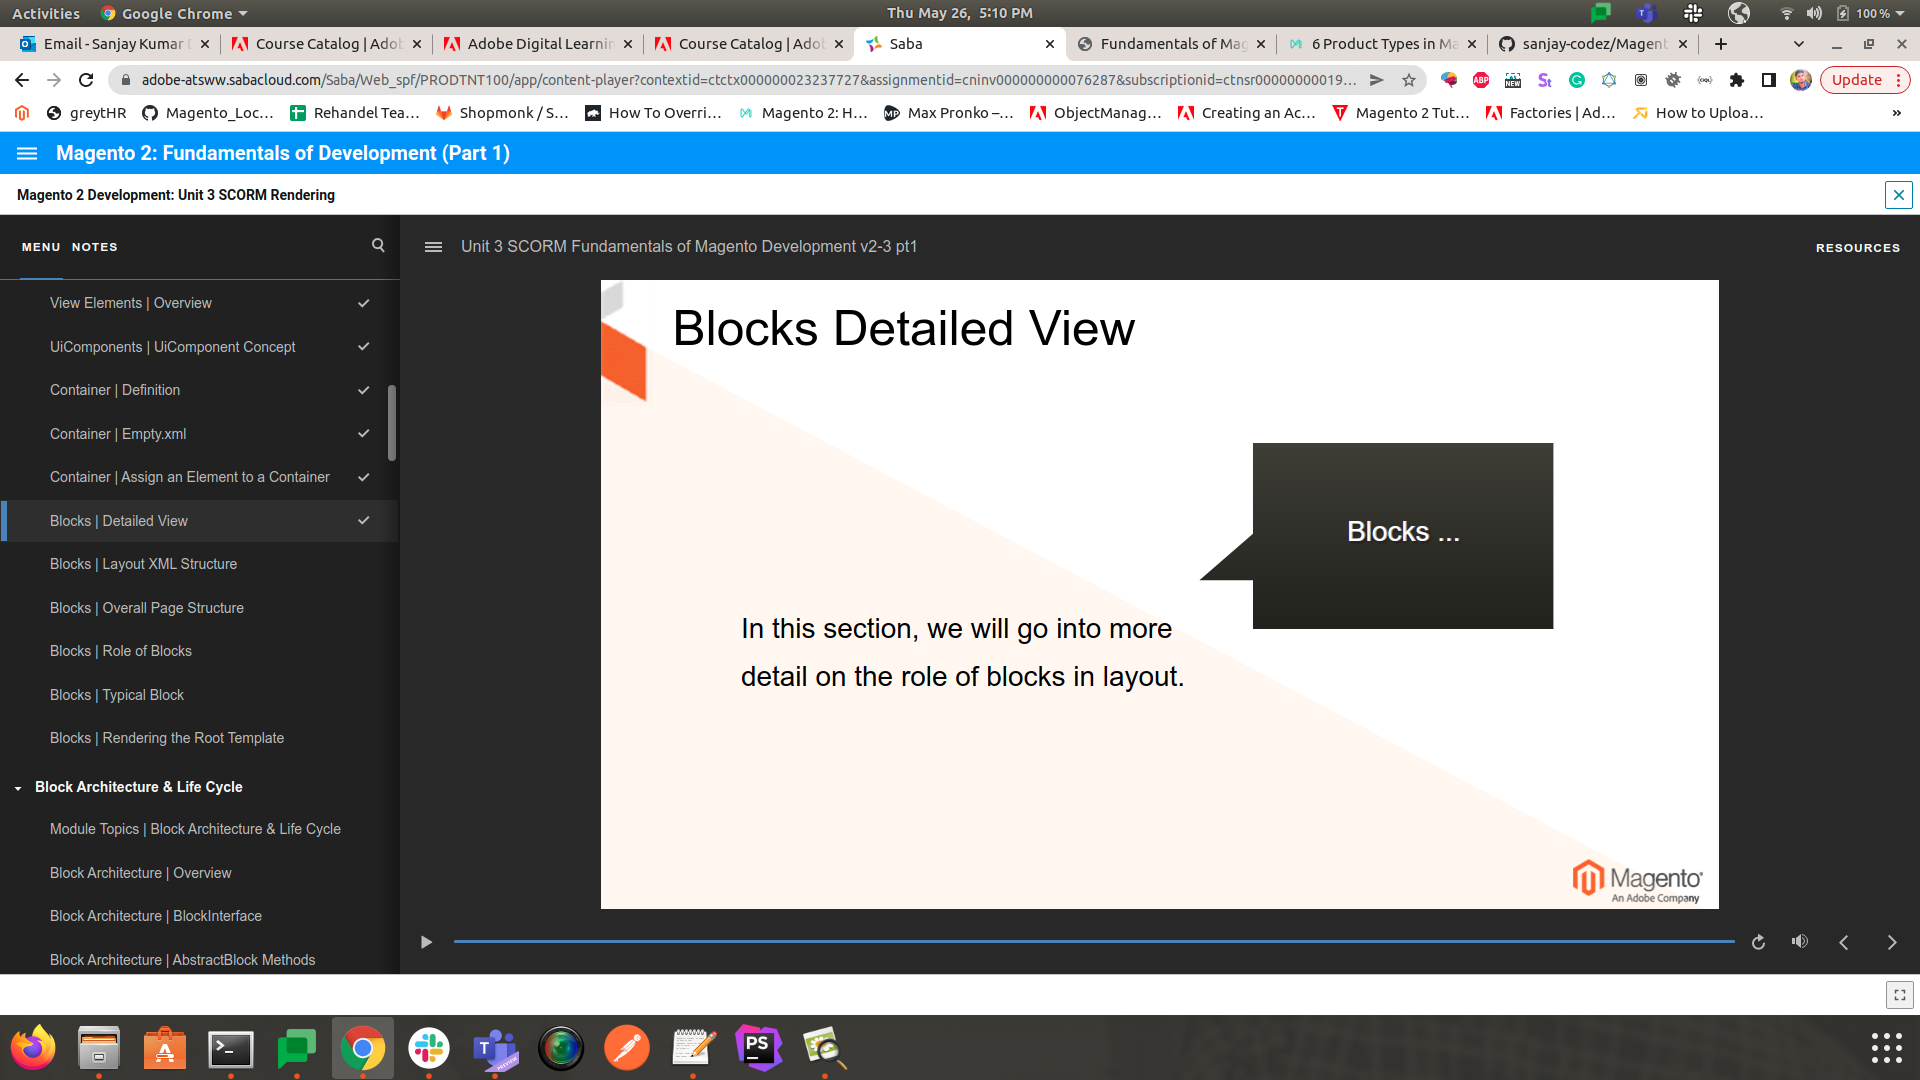 Activities Google Chrome Thu May 26, 5:10 PM 100 %
Email - Sanjay Kumar Course Catalog | Adob Adobe Digital Learnin Course Catalog | Adob Saba Fundamentals of Mag 6 Product Types in Ma sanjay-codez/Magent
adobe-atsww.sabacloud.com/Saba/Web_spf/PRODTNT100/app/content-player?contextid=ctctx000000023237727&assignmentid=cninv000000000076287&subscriptionid=ctnsr00000000019... ABP NEW St Update
greytHR Magento_Loc... Rehandel Tea... Shopmonk / S... How To Overri... Magento 2: H... MP Max Pronko –... ObjectManag... Creating an Ac... Magento 2 Tut... Factories | Ad... How to Uploa... »
Magento 2: Fundamentals of Development (Part 1)
Magento 2 Development: Unit 3 SCORM Rendering
MENU NOTES
Unit 3 SCORM Fundamentals of Magento Development v2-3 pt1
RESOURCES
View Elements | Overview
UiComponents | UiComponent Concept
Container | Definition
Container | Empty.xml
Container | Assign an Element to a Container
Blocks | Detailed View
Blocks | Layout XML Structure
Blocks | Overall Page Structure
Blocks | Role of Blocks
Blocks | Typical Block
Blocks | Rendering the Root Template
Block Architecture & Life Cycle
Module Topics | Block Architecture & Life Cycle
Block Architecture | Overview
Block Architecture | BlockInterface
Block Architecture | AbstractBlock Methods
Blocks Detailed View
Blocks ...
In this section, we will go into more
detail on the role of blocks in layout.
Magento
An Adobe Company
T PREVIEW
PS